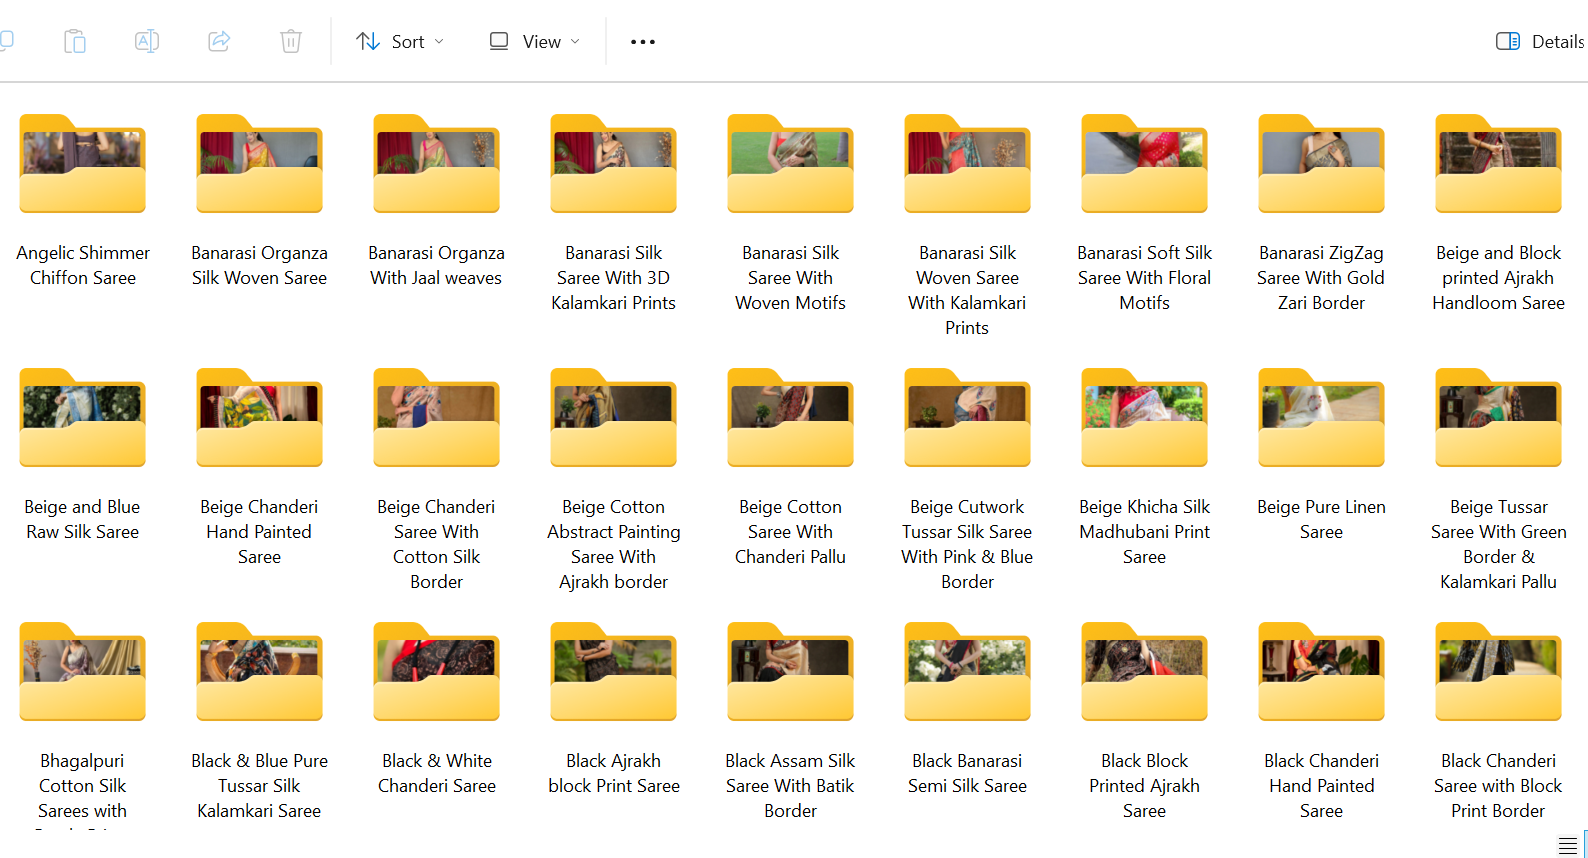 Sort
View
Details
Angelic Shimmer
Chiffon Saree
Banarasi Organza
Silk Woven Saree
Banarasi Organza
With Jaal weaves
Banarasi Silk
Saree With 3D
Kalamkari Prints
Banarasi Silk
Saree With
Woven Motifs
Banarasi Silk
Woven Saree
With Kalamkari
Prints
Banarasi Soft Silk
Saree With Floral
Motifs
Banarasi ZigZag
Saree With Gold
Zari Border
Beige and Block
printed Ajrakh
Handloom Saree
Beige and Blue
Raw Silk Saree
Beige Chanderi
Hand Painted
Saree
Beige Chanderi
Saree With
Cotton Silk
Border
Beige Cotton
Abstract Painting
Saree With
Ajrakh border
Beige Cotton
Saree With
Chanderi Pallu
Beige Cutwork
Tussar Silk Saree
With Pink & Blue
Border
Beige Khicha Silk
Madhubani Print
Saree
Beige Pure Linen
Saree
Beige Tussar
Saree With Green
Border &
Kalamkari Pallu
Bhagalpuri
Cotton Silk
Sarees with
Black & Blue Pure
Tussar Silk
Kalamkari Saree
Black & White
Chanderi Saree
Black Ajrakh
block Print Saree
Black Assam Silk
Saree With Batik
Border
Black Banarasi
Semi Silk Saree
Black Block
Printed Ajrakh
Saree
Black Chanderi
Hand Painted
Saree
Black Chanderi
Saree with Block
Print Border